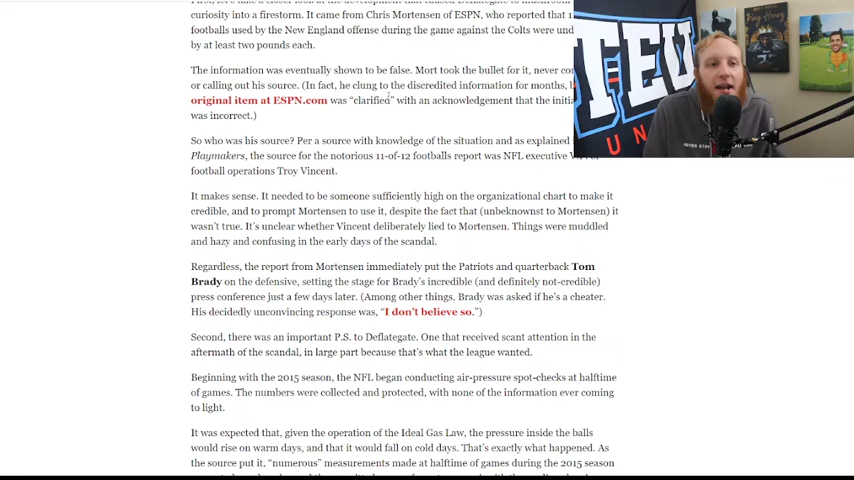 curiosity into a firestorm. It came from Chris Mortensen of ESPN, who reported that 1
footballs used by the New England offense during the game against the Colts were und
by at least two pounds each.
The information was eventually shown to be false. Mort took the bullet for it, never
or calling out his source. (In fact, he clung to the discredited information for months,
original item at ESPN.com was “clarified” with an acknowledgement that the
was incorrect.)
So who was his source? Per a source with knowledge of the situation and as explained
Playmakers, the source for the notorious 11-of-12 footballs report was NFL executive
football operations Troy Vincent.
It makes sense. It needed to be someone sufficiently high on the organizational chart to make it
credible, and to prompt Mortensen to use it, despite the fact that (unbeknownst to Mortensen) it
wasn’t true. It’s unclear whether Vincent deliberately lied to Mortensen. Things were muddled
and hazy and confusing in the early days of the scandal.
Regardless, the report from Mortensen immediately put the Patriots and quarterback Tom
Brady on the defensive, setting the stage for Brady’s incredible (and definitely not-credible)
press conference just a few days later. (Among other things, Brady was asked if he’s a cheater.
His decidedly unconvincing response was, “I don’t believe so.”)
Second, there was an important P.S. to Deflategate. One that received scant attention in the
aftermath of the scandal, in large part because that’s what the league wanted.
Beginning with the 2015 season, the NFL began conducting air-pressure spot-checks at halftime
of games. The numbers were collected and protected, with none of the information ever coming
to light.
It was expected that, given the operation of the Ideal Gas Law, the pressure inside the balls
would rise on warm days, and that it would fall on cold days. That’s exactly what happened. As
the source put it, “numerous” measurements made at halftime of games during the 2015 season
TEU
UN
King Henry